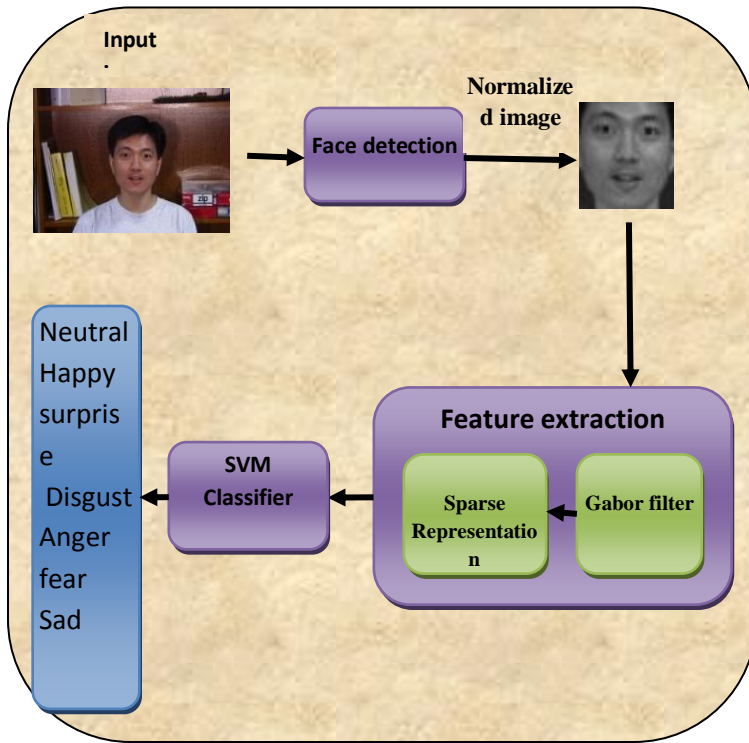 Input
Normalize
d image
Face detection
zip
Feature extraction
Gabor filter
Sparse
Representatio
n
SVM
Classifier
Neutral
Happy
surpris
e
Disgust
Anger
fear
Sad